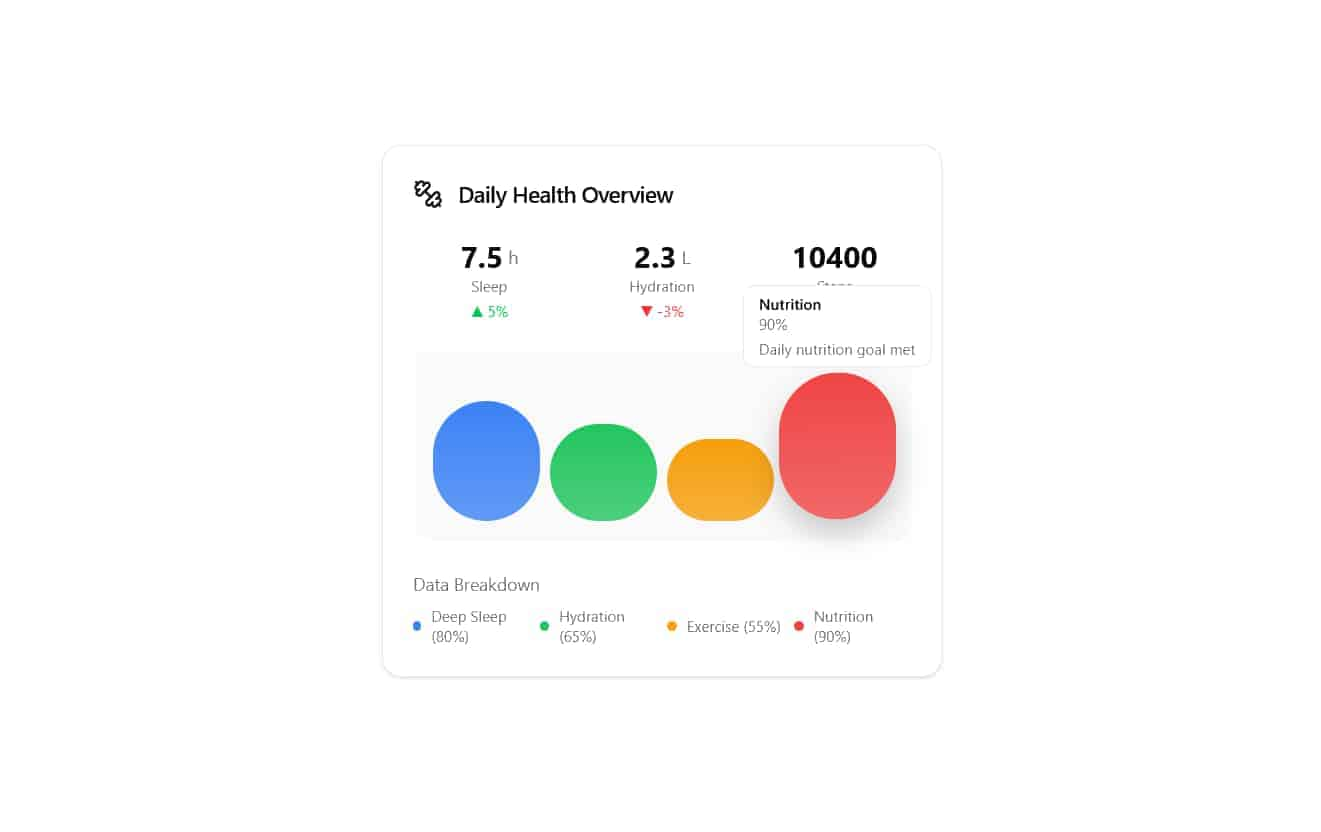 Daily Health Overview
7.5 h
2.3 L
10400
Sleep
Hydration
▲ 5%
▼ -3%
Nutrition
90%
Daily nutrition goal met
Data Breakdown
Deep Sleep
(80%)
Hydration
(65%)
Exercise (55%)
Nutrition
(90%)